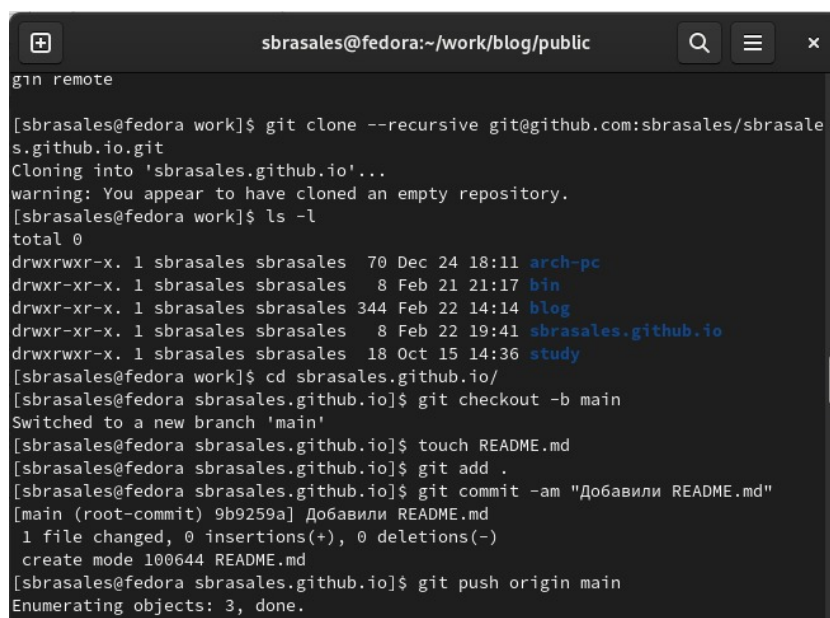 sbrasales@fedora:~/work/blog/public
gin remote
[sbrasales@fedora work]$ git clone --recursive git@github.com:sbrasales/sbrasale
s.github.io.git
Cloning into 'sbrasales.github.io'...
warning: You appear to have cloned an empty repository.
[sbrasales@fedora work]$ ls -l
total 0
drwxrwxr-x. 1 sbrasales sbrasales  70 Dec 24 18:11 arch-pc
drwxr-xr-x. 1 sbrasales sbrasales   8 Feb 21 21:17 bin
drwxr-xr-x. 1 sbrasales sbrasales 344 Feb 22 14:14 blog
drwxr-xr-x. 1 sbrasales sbrasales   8 Feb 22 19:41 sbrasales.github.io
drwxrwxr-x. 1 sbrasales sbrasales  18 Oct 15 14:36 study
[sbrasales@fedora work]$ cd sbrasales.github.io/
[sbrasales@fedora sbrasales.github.io]$ git checkout -b main
Switched to a new branch 'main'
[sbrasales@fedora sbrasales.github.io]$ touch README.md
[sbrasales@fedora sbrasales.github.io]$ git add .
[sbrasales@fedora sbrasales.github.io]$ git commit -am "Добавили README.md"
[main (root-commit) 9b9259a] Добавили README.md
 1 file changed, 0 insertions(+), 0 deletions(-)
 create mode 100644 README.md
[sbrasales@fedora sbrasales.github.io]$ git push origin main
Enumerating objects: 3, done.